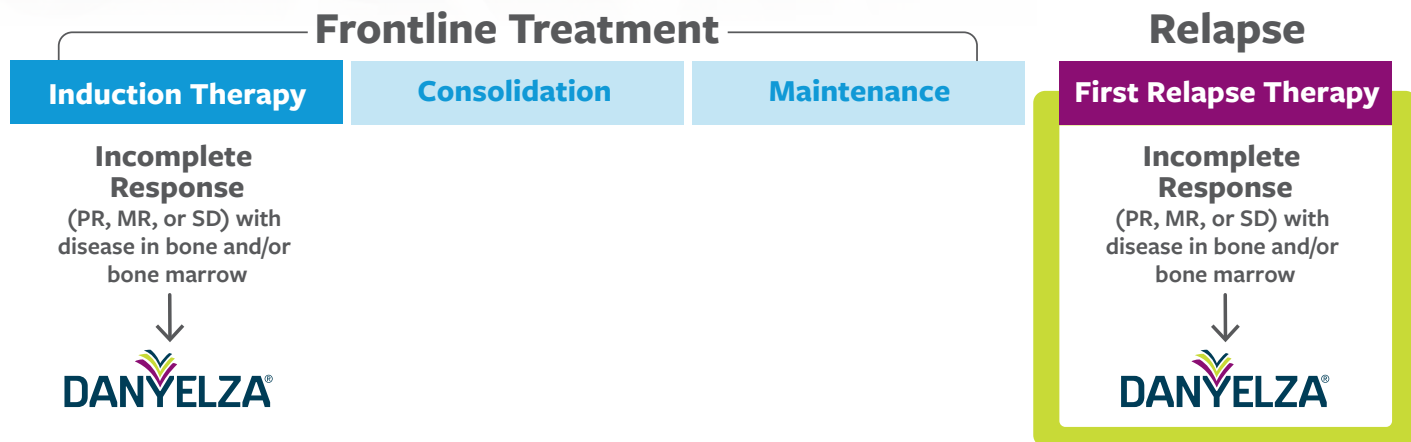 Frontline Treatment
Relapse
Induction Therapy
Consolidation
Maintenance
First Relapse Therapy
Incomplete
Response
(PR, MR, or SD) with
disease in bone and/or
bone marrow
DANYELZA®
Incomplete
Response
(PR, MR, or SD) with
disease in bone and/or
bone marrow
DANYELZA®